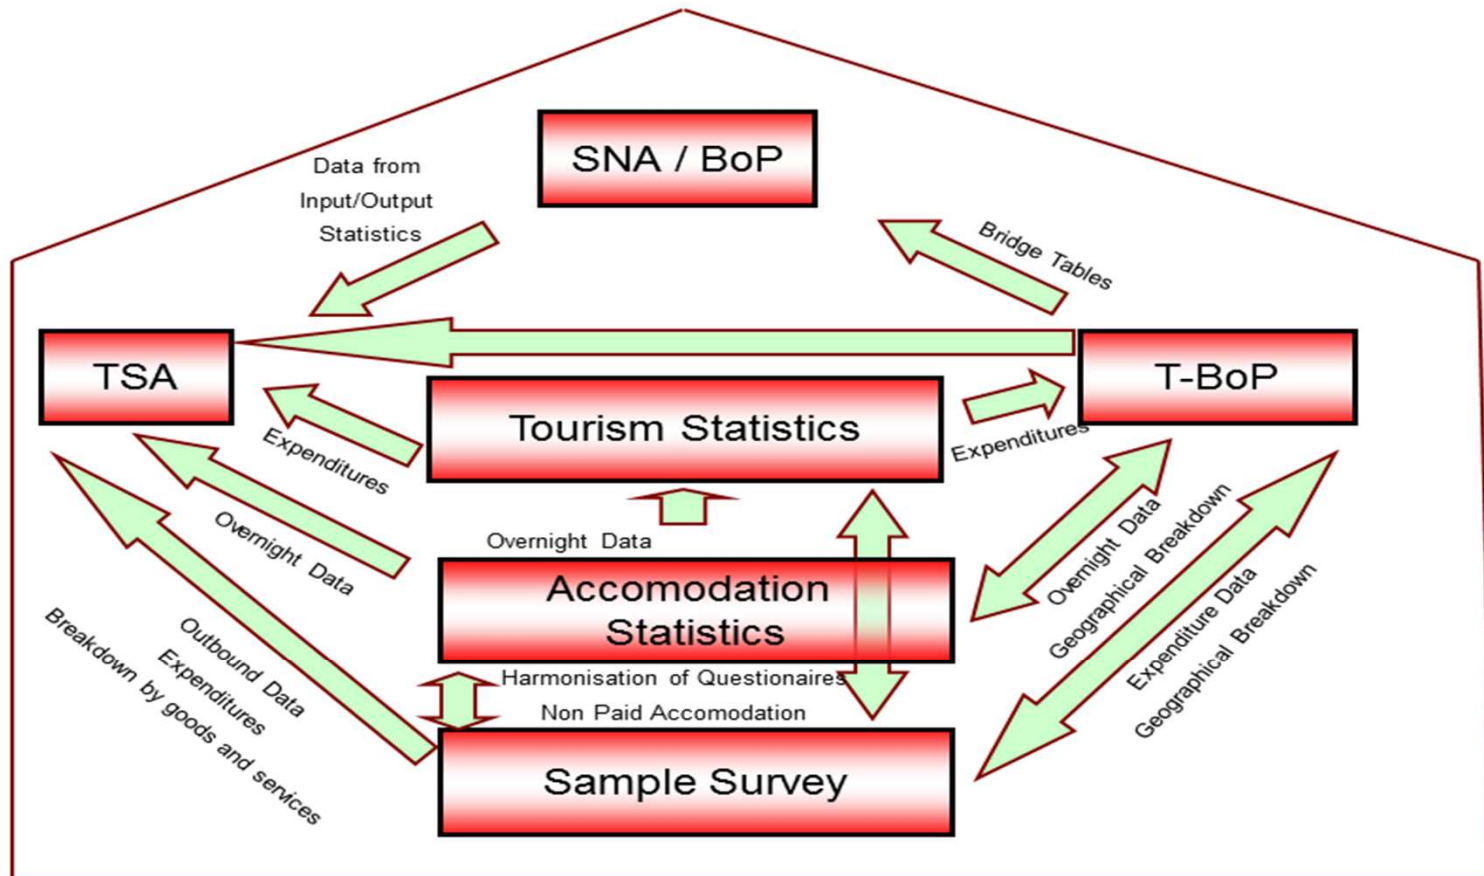 SNA / BoP
Data from
Input/Output
Statistics
Bridge Tables
TSA
T-BoP
Tourism Statistics
Expenditures
Expenditures
Overnight Data
Overnight Data
Accomodation
Statistics
Overnight Data
Geographical Breakdown
Expenditure Data
Geographical Breakdown
Outbound Data
Expenditures
Breakdown by goods and services
Harmonisation of Questionaires
Non Paid Accomodation
Sample Survey